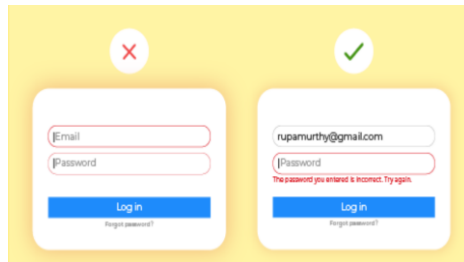 Email
Password
Log in
Forgot password?
rupamurthy@gmail.com
Password
The password you entered is incorrect. Try again.
Log in
Forgot password?